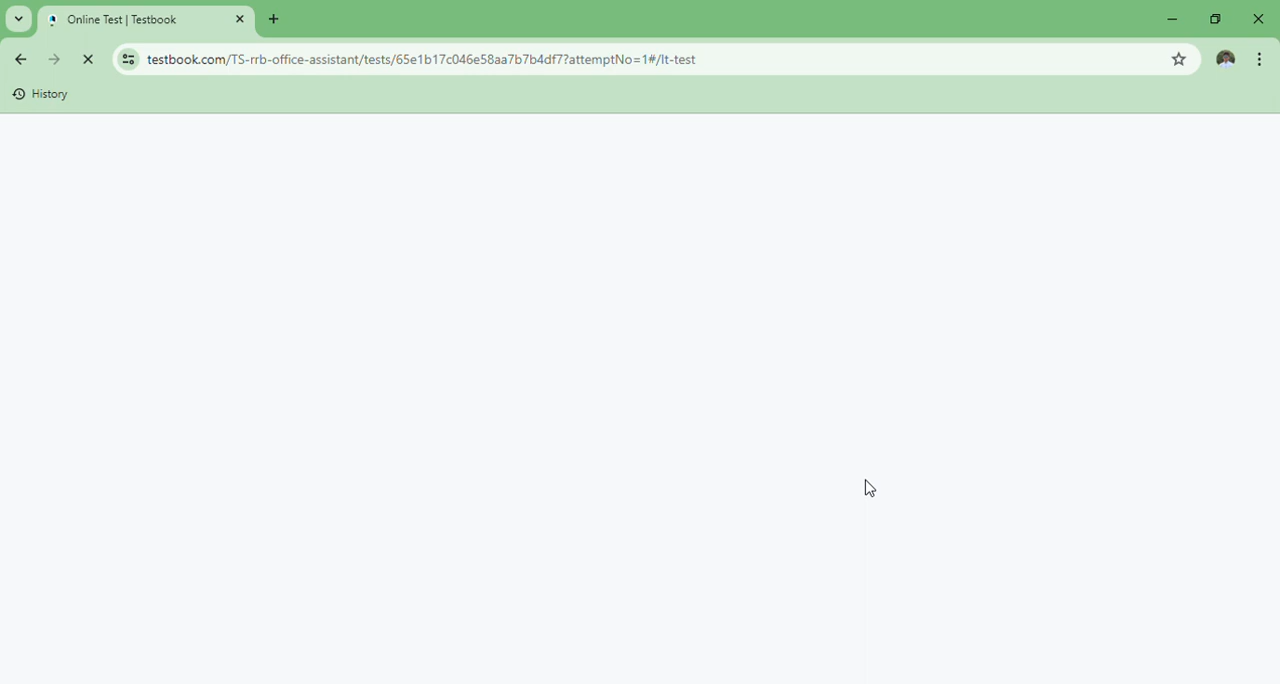 Online Test | Testbook
testbook.com/TS-rrb-office-assistant/tests/65e1b17c046e58aa7b7b4df7?attemptNo=1#/lt-test
History